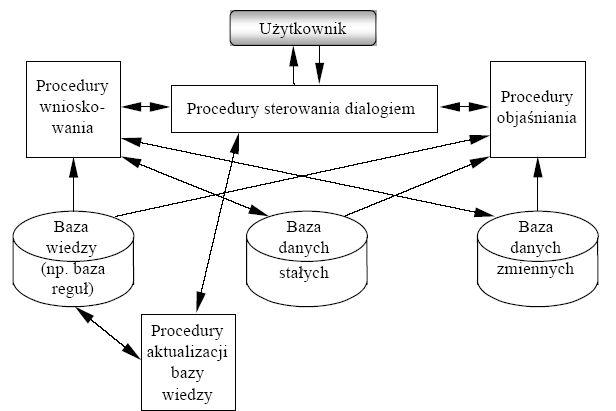 Użytkownik
Procedury
wniosko-
wania
Procedury sterowania dialogiem
Procedury
objaśniania
Baza
wiedzy
(np. baza
reguł)
Baza
danych
stałych
Baza
danych
zmiennych
Procedury
aktualizacji
bazy
wiedzy